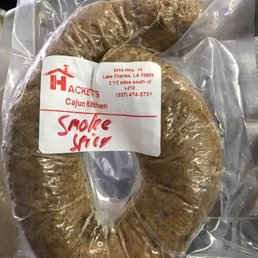 5614 Hwy. 14
Lake Charles, LA 70605
2 1/2 miles south of
I-210
(337) 474-3731
HACKETT'S
Cajun Kitchen
Smoke
Spicy